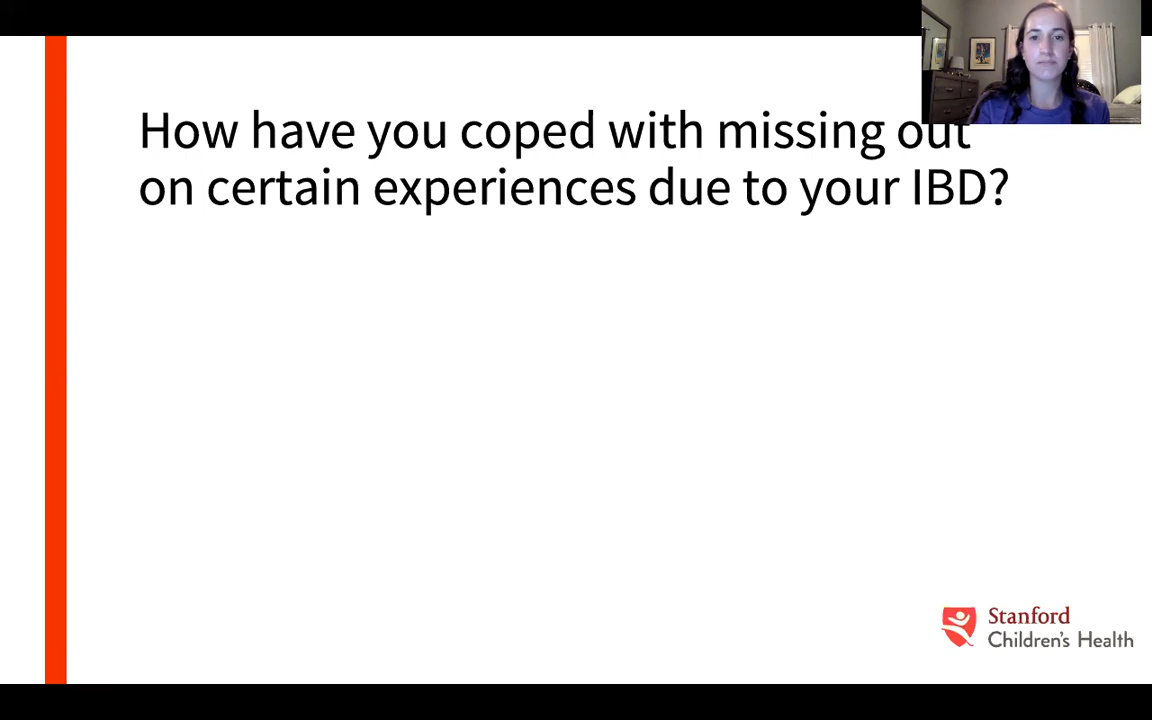 How have you coped with missing out
on certain experiences due to your IBD?
Stanford
Children's Health